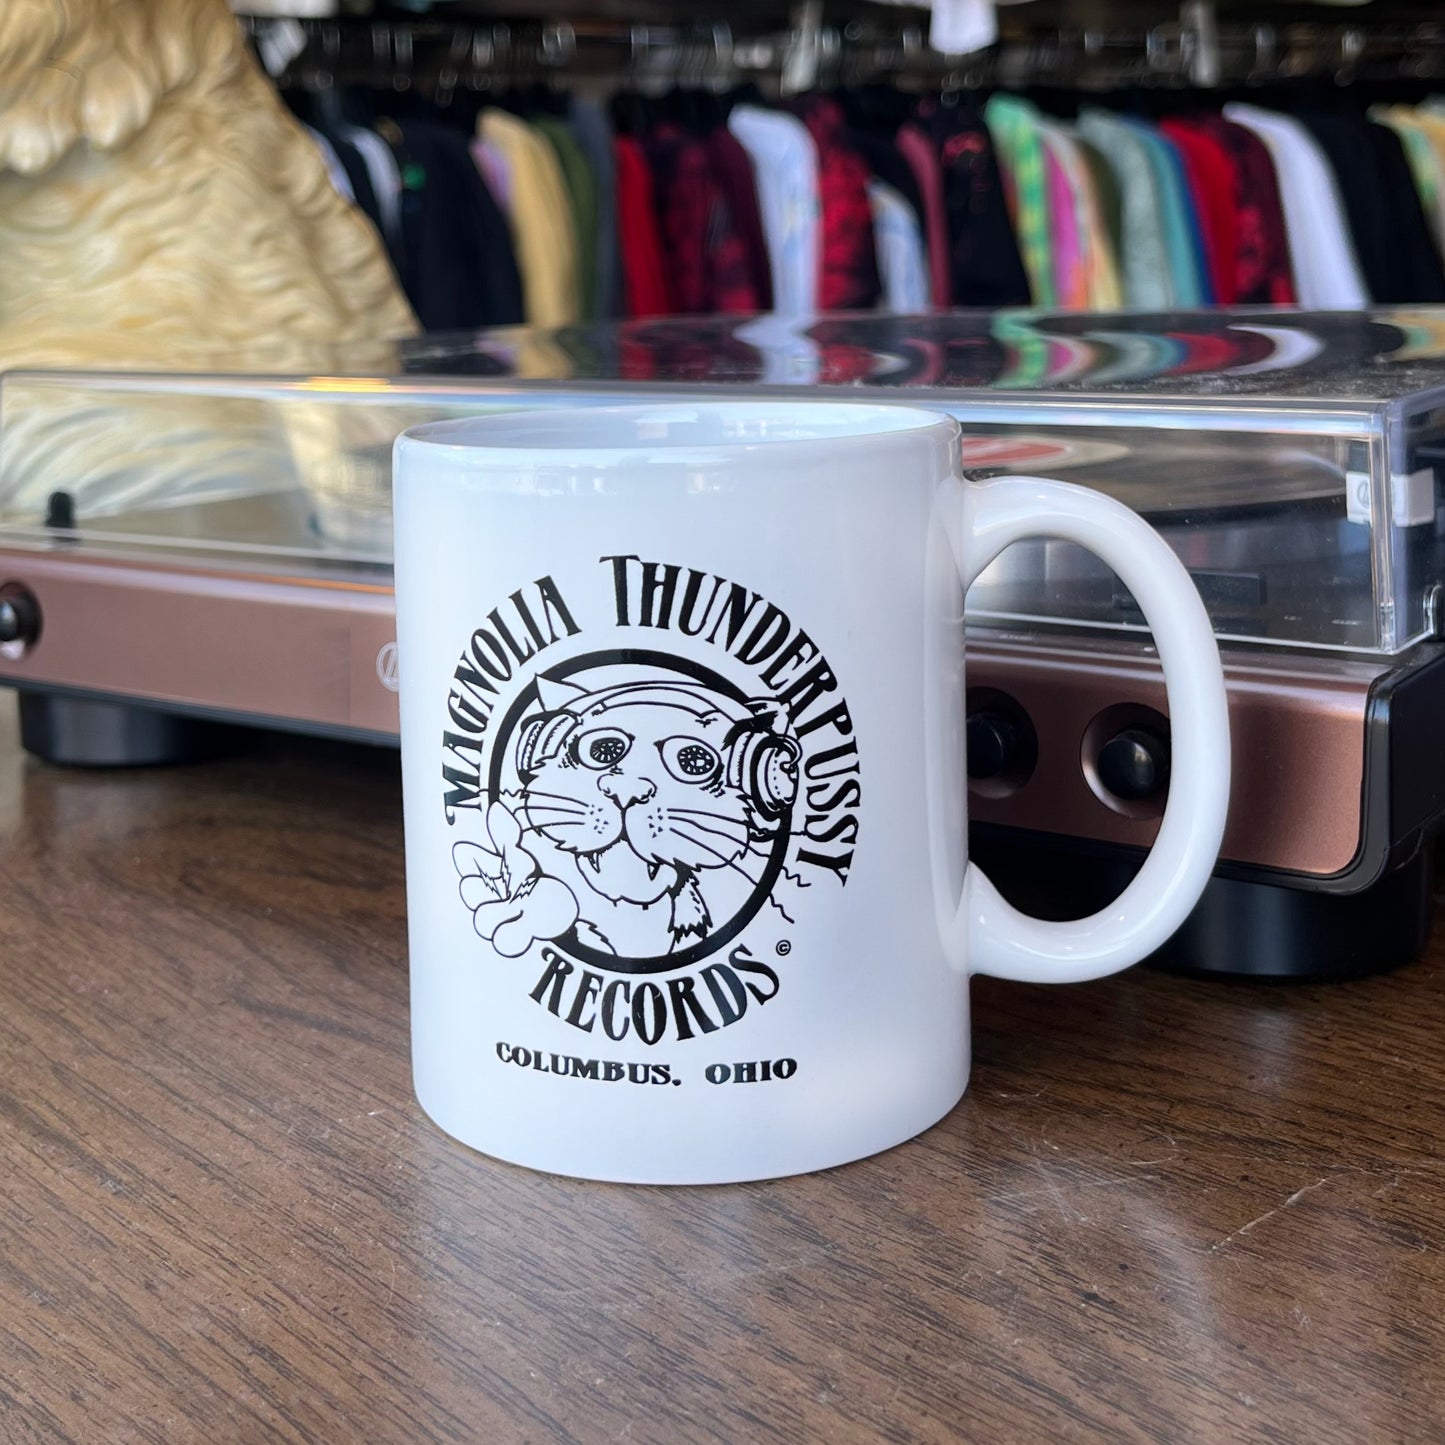 MAGNOLIA THUNDERPUSSY
RECORDS ©
COLUMBUS, OHIO